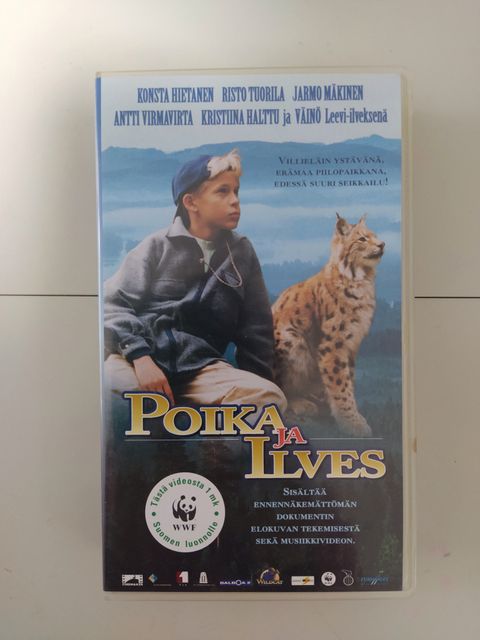 KONSTA HIETANEN RISTO TUORILA JARMO MÄKINEN
ANTTI VIRMAVIRTA KRISTIINA HALTTU ja VÄINÖ Leevi-ilveksenä
VILLIELÄIN YSTÄVÄNÄ,
ERÄMAA PIILOPAIKKANA,
EDESSÄ SUURI SEIKKAILU!
POIKA
JA
ILVES
Tästä videosta 1 mk
WWF
Suomen luonnolle
SISÄLTÄÄ
ENNENNÄKEMÄTTÖMÄN
DOKUMENTIN
ELOKUVAN TEKEMISESTÄ
SEKÄ MUSIIKKIVIDEON.
WILDCAT